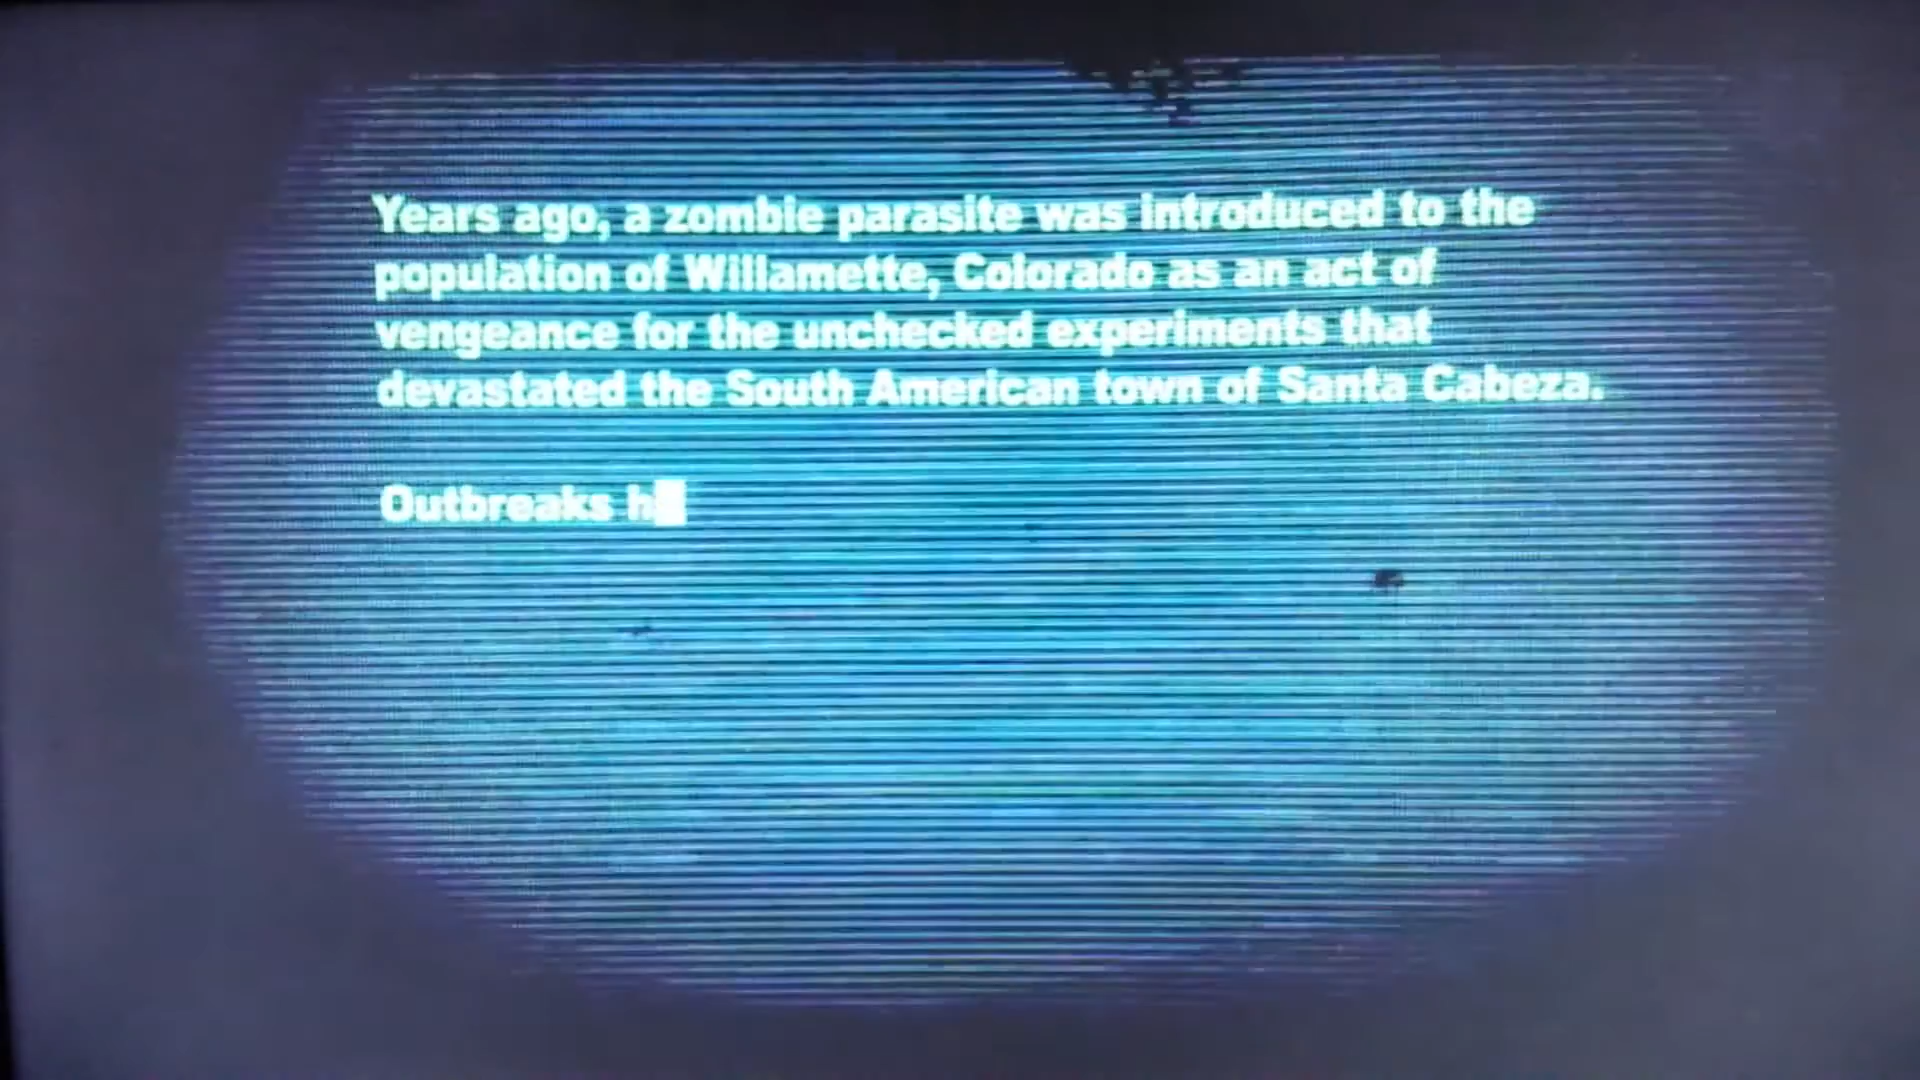 Years ago, a zombie parasite was introduced to the
population of Willamette, Colorado as an act of
vengeance for the unchecked experiments that
devastated the South American town of Santa Cabeza.
Outbreaks h